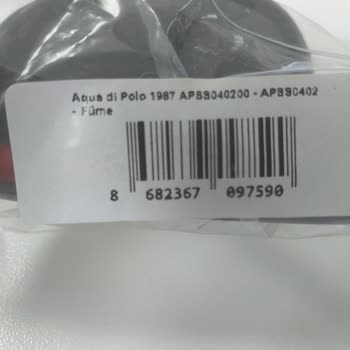 Aqua di Polo 1987 APSS040200 - APSS0402
- Füme
8 682367 097590